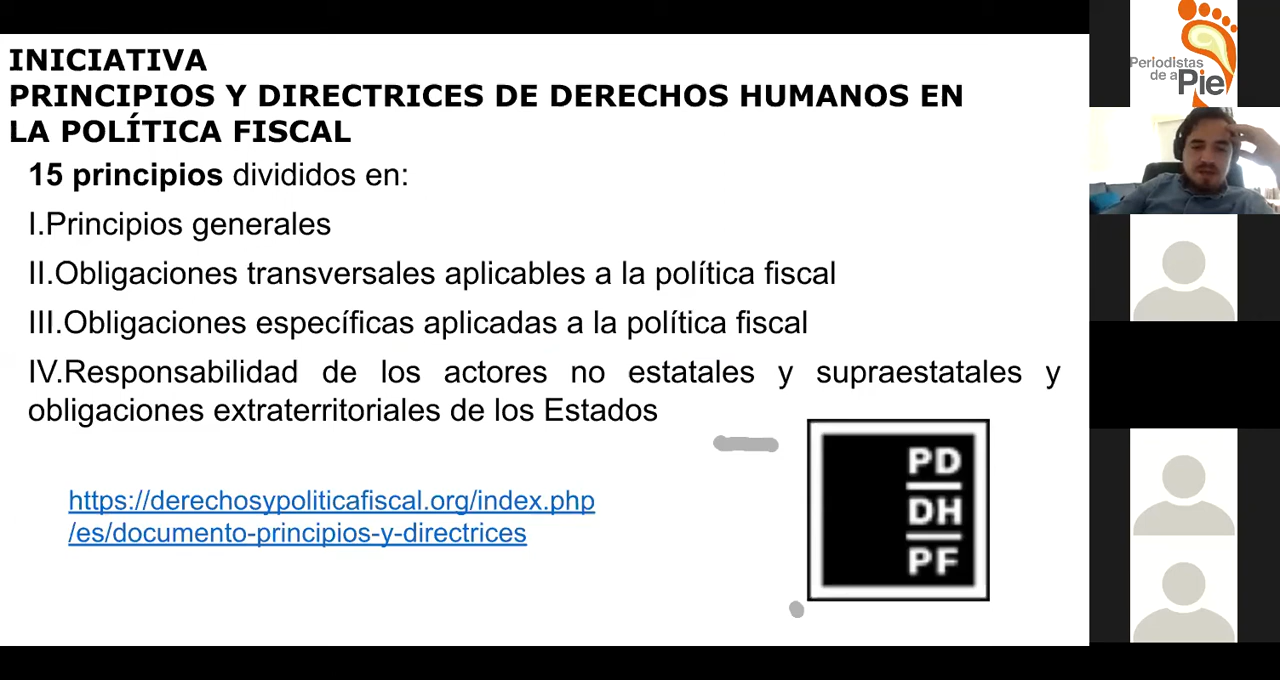 INICIATIVA
PRINCIPIOS Y DIRECTRICES DE DERECHOS HUMANOS EN
LA POLÍTICA FISCAL
15 principios divididos en:
I.Principios generales
II.Obligaciones transversales aplicables a la política fiscal
III.Obligaciones específicas aplicadas a la política fiscal
IV.Responsabilidad de los actores no estatales y supraestatales y
obligaciones extraterritoriales de los Estados
https://derechosypoliticafiscal.org/index.php
/es/documento-principios-y-directrices
PD
DH
PF
Periodistas
de a Pie